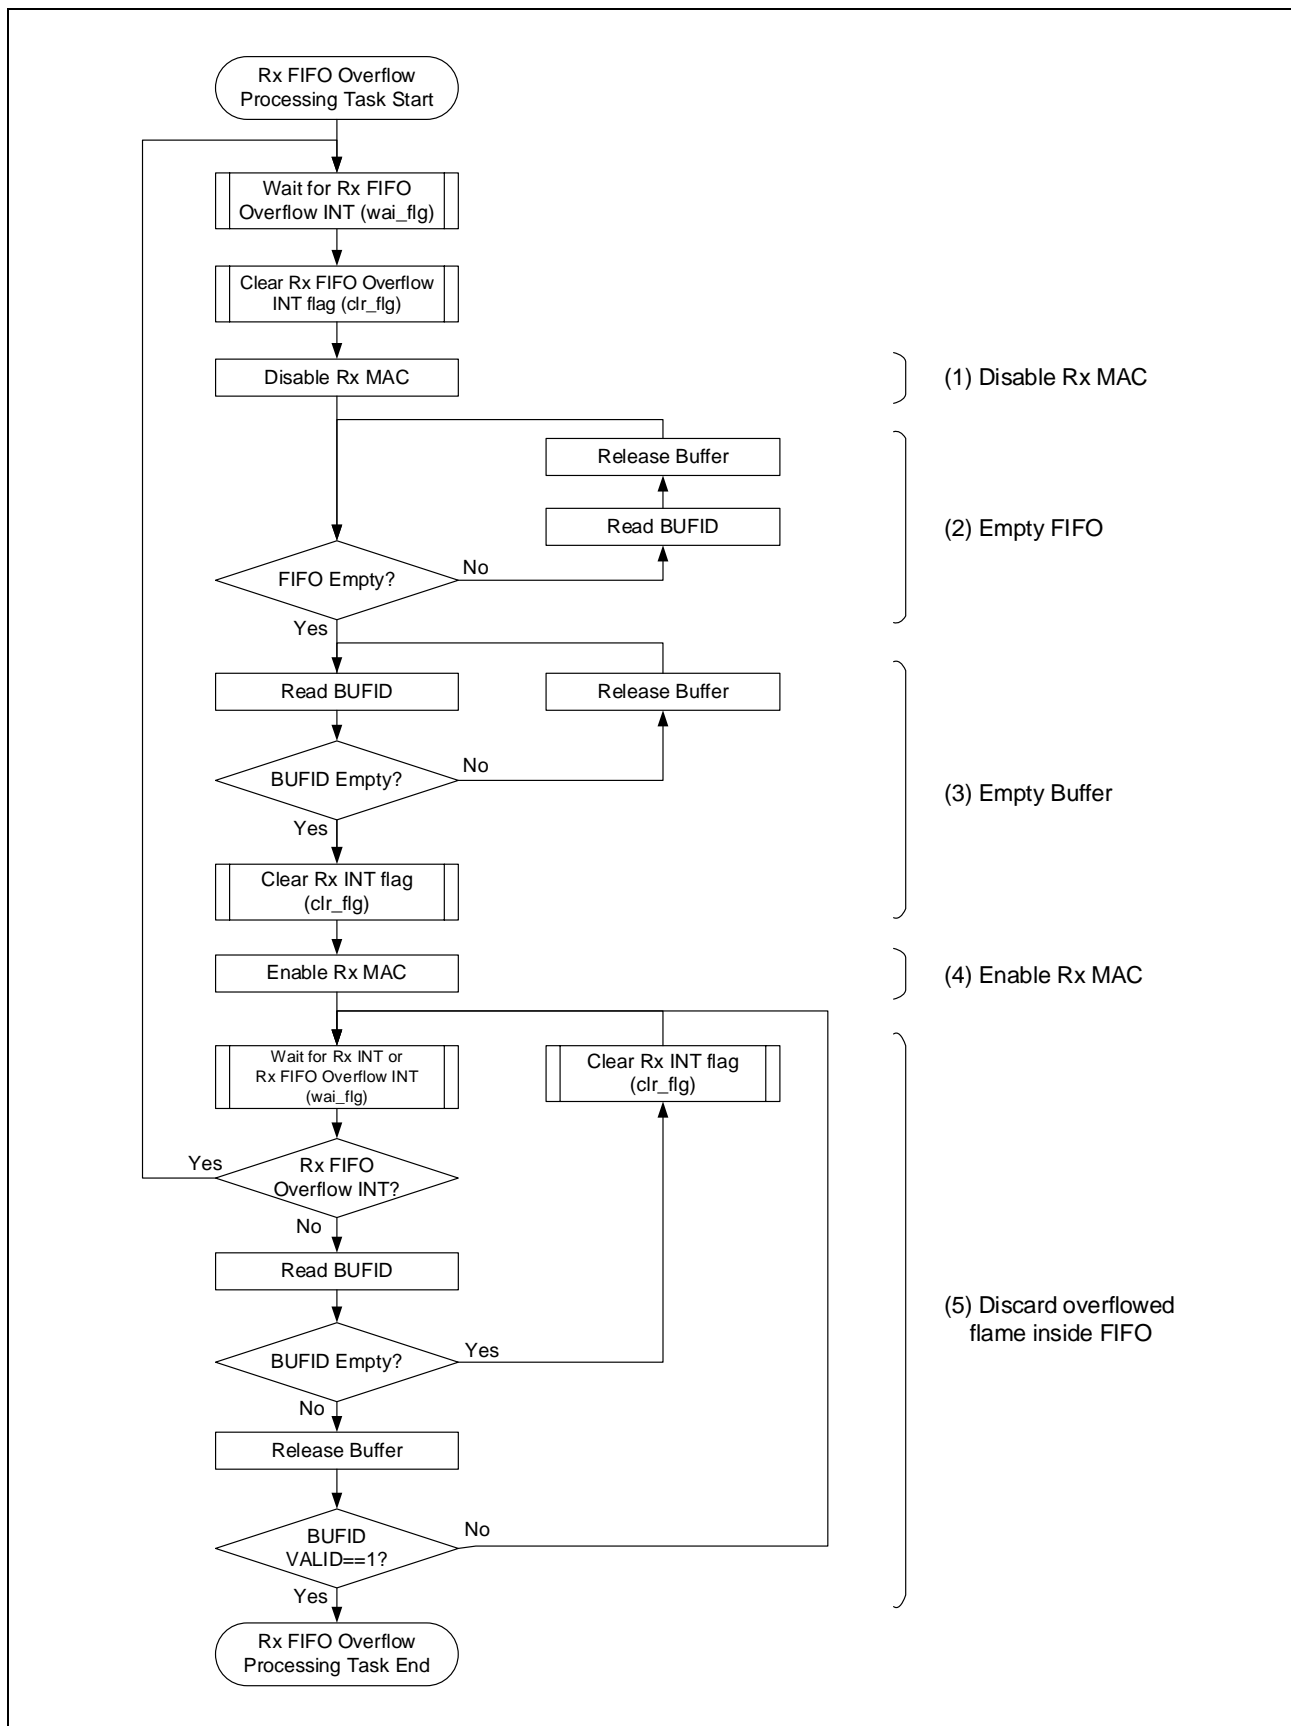 Rx FIFO Overflow
Processing Task Start
Wait for Rx FIFO
Overflow INT (wai_flg)
Clear Rx FIFO Overflow
INT flag (clr_flg)
Disable Rx MAC
(1) Disable Rx MAC
Release Buffer
Read BUFID
(2) Empty FIFO
FIFO Empty?
No
Yes
Read BUFID
Release Buffer
BUFID Empty?
No
(3) Empty Buffer
Yes
Clear Rx INT flag
(clr_flg)
Enable Rx MAC
(4) Enable Rx MAC
Wait for Rx INT or
Rx FIFO Overflow INT
(wai_flg)
Clear Rx INT flag
(clr_flg)
Yes
Rx FIFO
Overflow INT?
No
Read BUFID
(5) Discard overflowed
flame inside FIFO
BUFID Empty?
Yes
No
Release Buffer
BUFID
VALID==1?
No
Yes
Rx FIFO Overflow
Processing Task End